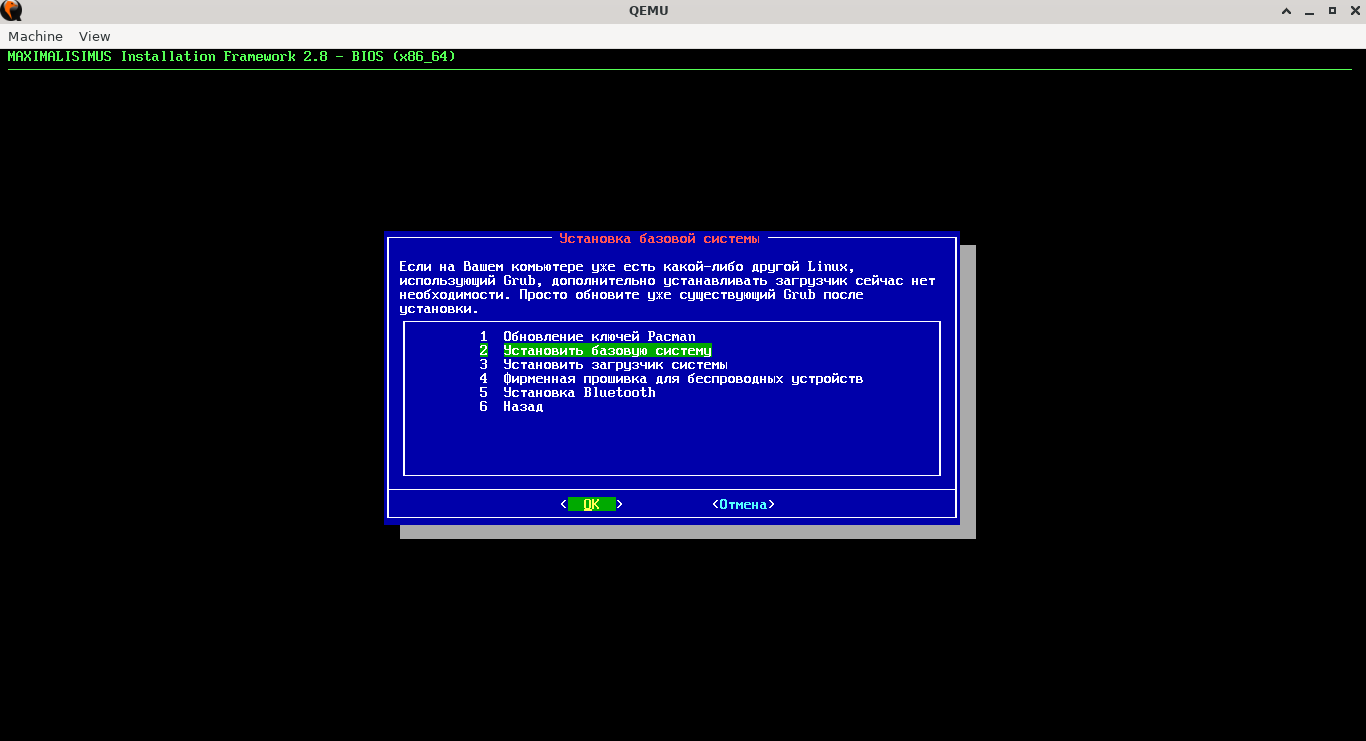 QEMU
Machine View
MAXIMALISIMUS Installation Framework 2.8 - BIOS (x86_64)
Установка базовой системы
Если на Вашем комьютере уже есть какой-либо другой Linux,
использующий Grub, дополнительно устанавливать загрузчик сейчас нет
необходимости. Просто обновите уже существующий Grub после
установки.
1 Обновление ключей Pacman
2 Установить базовую систему
3 Установить загрузчик системы
4 Фирменная прошивка для беспроводных устройств
5 Установка Bluetooth
6 Назад
< OK > <Отмена>